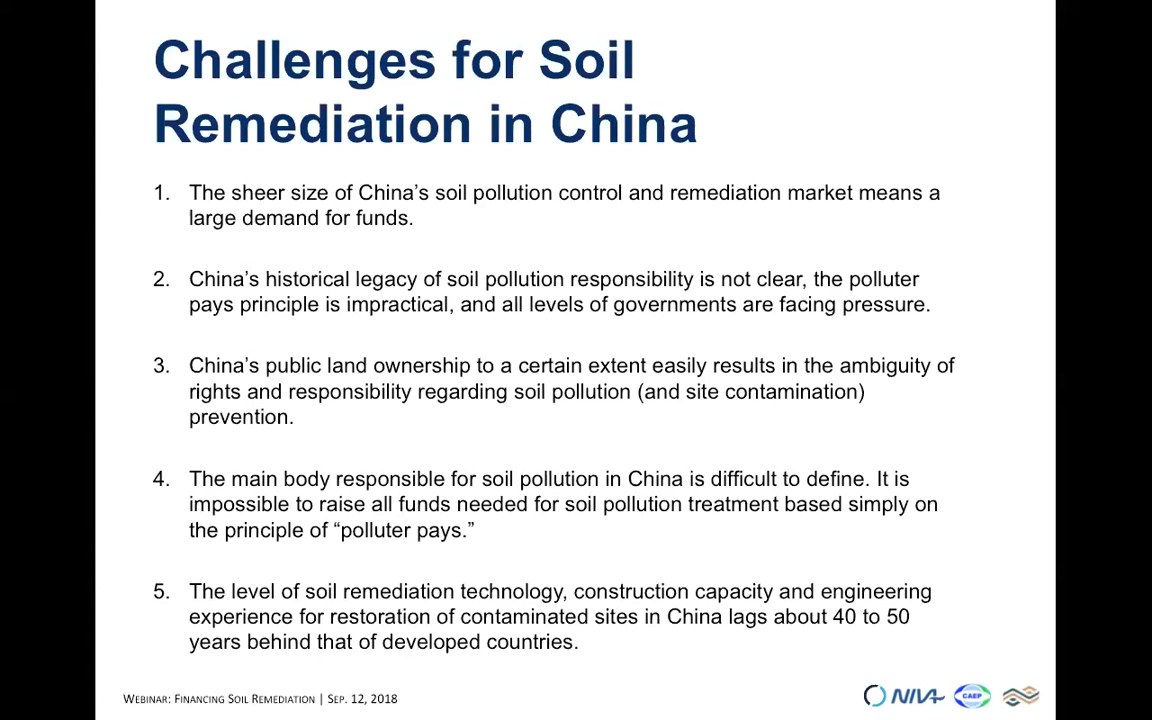 Challenges for Soil
Remediation in China
1. The sheer size of China’s soil pollution control and remediation market means a
large demand for funds.
2. China’s historical legacy of soil pollution responsibility is not clear, the polluter
pays principle is impractical, and all levels of governments are facing pressure.
3. China’s public land ownership to a certain extent easily results in the ambiguity of
rights and responsibility regarding soil pollution (and site contamination)
prevention.
4. The main body responsible for soil pollution in China is difficult to define. It is
impossible to raise all funds needed for soil pollution treatment based simply on
the principle of “polluter pays.”
5. The level of soil remediation technology, construction capacity and engineering
experience for restoration of contaminated sites in China lags about 40 to 50
years behind that of developed countries.
WEBINAR: FINANCING SOIL REMEDIATION | SEP. 12, 2018
NIVA CAEP